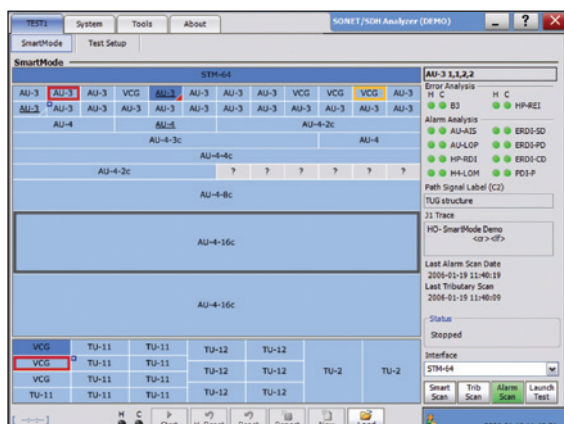 TEST1 System Tools About SONET/SDH Analyzer (DEMO) _ ? X
SmartMode Test Setup
SmartMode
STM-64
AU-3 AU-3 AU-3 VCG AU-3 AU-3 AU-3 AU-3 VCG VCG VCG AU-3
AU-3 AU-3 AU-3 AU-3 AU-3 AU-3 AU-3 AU-3 AU-3 AU-3 AU-3 AU-3
AU-4 AU-4 AU-4-2c
AU-4-3c AU-4
AU-4-4c
AU-4-2c ? ? ? ? ? ?
AU-4-8c
AU-4-16c
AU-4-16c
VCG TU-11 TU-11 TU-12 TU-12 TU-2 TU-2
VCG TU-11 TU-11 TU-12 TU-12
VCG TU-11 TU-11 TU-12 TU-12
TU-11 TU-11 TU-11
AU-3 1,1,2,2
Error Analysis
H C H C
B3 HP-REI
Alarm Analysis
AU-AIS ERDI-SD
AU-LOP ERDI-PD
HP-RDI ERDI-CD
H4-LOM PDI-P
Path Signal Label (C2)
TUG structure
J1 Trace
HO- SmartMode Demo
<cr> <lf>
Last Alarm Scan Date
2006-01-19 11:40:19
Last Tributary Scan
2006-01-19 11:40:09
Status
Stopped
Interface
STM-64
Smart Scan Trib Scan Alarm Scan Launch Test
[ --:--:-- ] H C Start Reset Report New Load